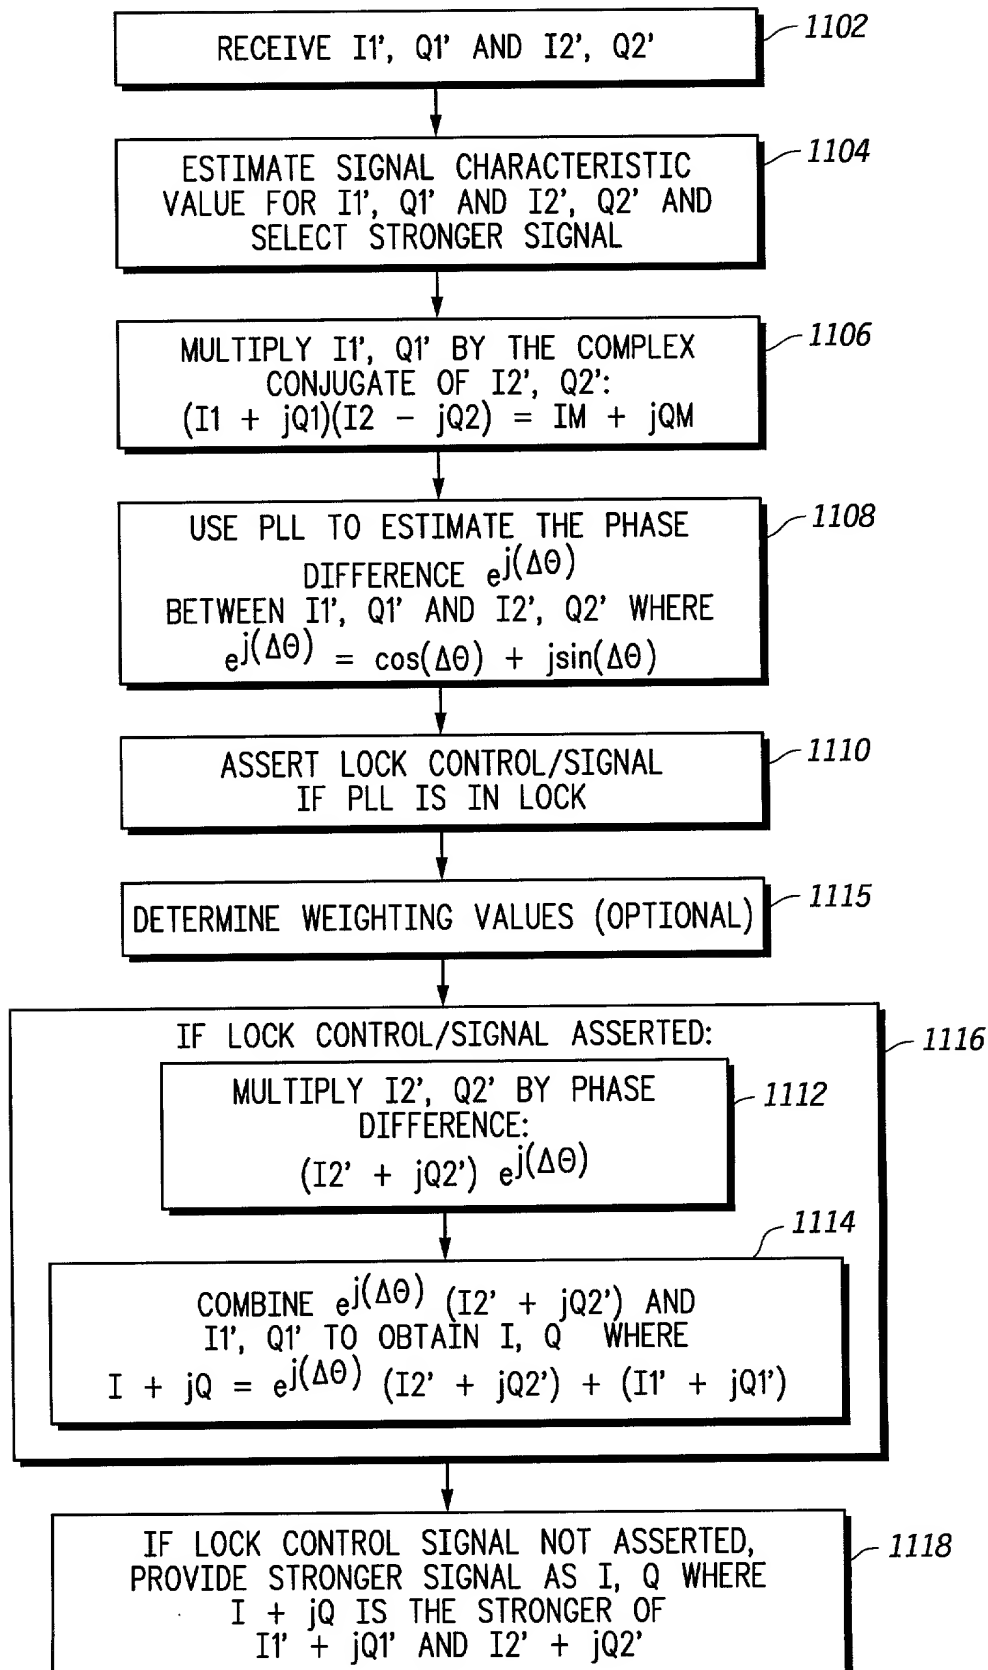 RECEIVE I1', Q1' AND I2', Q2'
1102
ESTIMATE SIGNAL CHARACTERISTIC
VALUE FOR I1', Q1' AND I2', Q2' AND
SELECT STRONGER SIGNAL
1104
MULTIPLY I1', Q1' BY THE COMPLEX
CONJUGATE OF I2', Q2':
(I1 + jQ1)(I2 - jQ2) = IM + jQM
1106
USE PLL TO ESTIMATE THE PHASE
DIFFERENCE e^j(ΔΘ)
BETWEEN I1', Q1' AND I2', Q2' WHERE
e^j(ΔΘ) = cos(ΔΘ) + jsin(ΔΘ)
1108
ASSERT LOCK CONTROL/SIGNAL
IF PLL IS IN LOCK
1110
DETERMINE WEIGHTING VALUES (OPTIONAL)
1115
IF LOCK CONTROL/SIGNAL ASSERTED:
1116
MULTIPLY I2', Q2' BY PHASE
DIFFERENCE:
(I2' + jQ2') e^j(ΔΘ)
1112
1114
COMBINE e^j(ΔΘ) (I2' + jQ2') AND
I1', Q1' TO OBTAIN I, Q WHERE
I + jQ = e^j(ΔΘ) (I2' + jQ2') + (I1' + jQ1')
IF LOCK CONTROL SIGNAL NOT ASSERTED,
PROVIDE STRONGER SIGNAL AS I, Q WHERE
I + jQ IS THE STRONGER OF
I1' + jQ1' AND I2' + jQ2'
1118